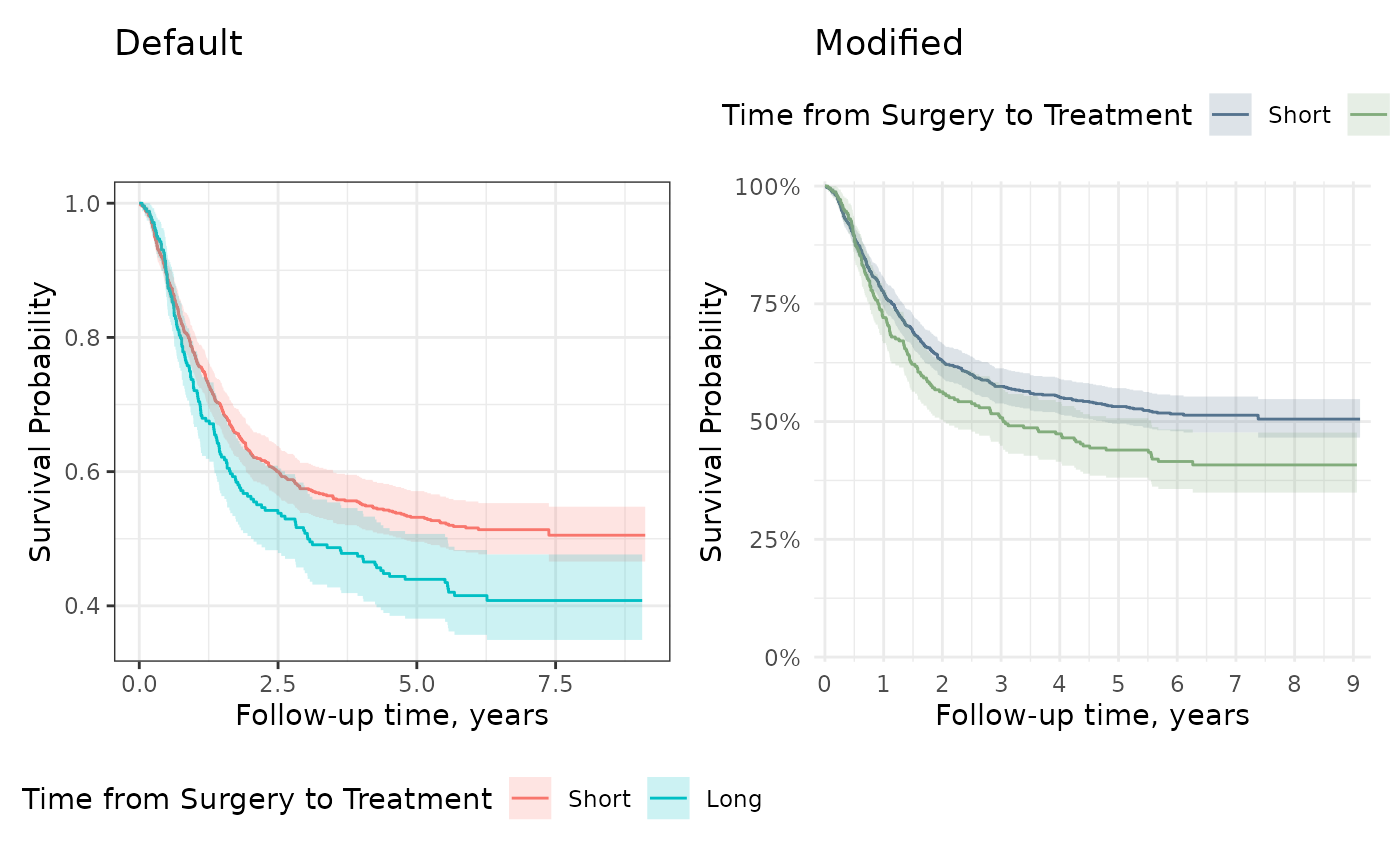 Default
1.0
0.8
0.6
0.4
Survival Probability
0.0 2.5 5.0 7.5
Follow-up time, years
Time from Surgery to Treatment Short Long
Modified
Time from Surgery to Treatment Short
100%
75%
50%
25%
0%
Survival Probability
0 1 2 3 4 5 6 7 8 9
Follow-up time, years